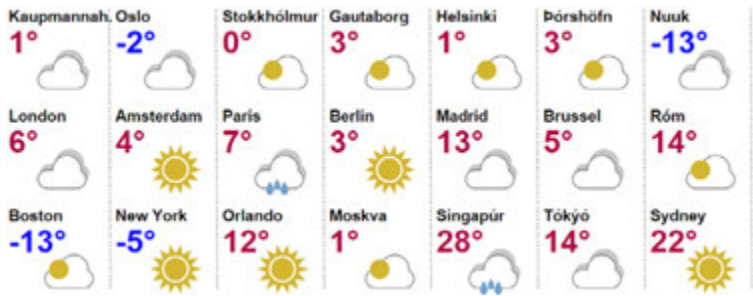 Kaupmannah. Oslo Stokkhólmur Gautaborg Helsinki Þórshöfn Nuuk
1° -2° 0° 3° 1° 3° -13°
London Amsterdam París Berlín Madríd Brussel Róm
6° 4° 7° 3° 13° 5° 14°
Boston New York Orlando Moskva Singapúr Tókýó Sydney
-13° -5° 12° 1° 28° 14° 22°